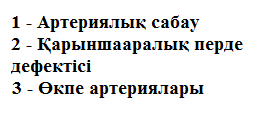 1 - Артериялық сабау
2 - Қарыншааралық перде
дефектісі
3 - Өкпе артериялары